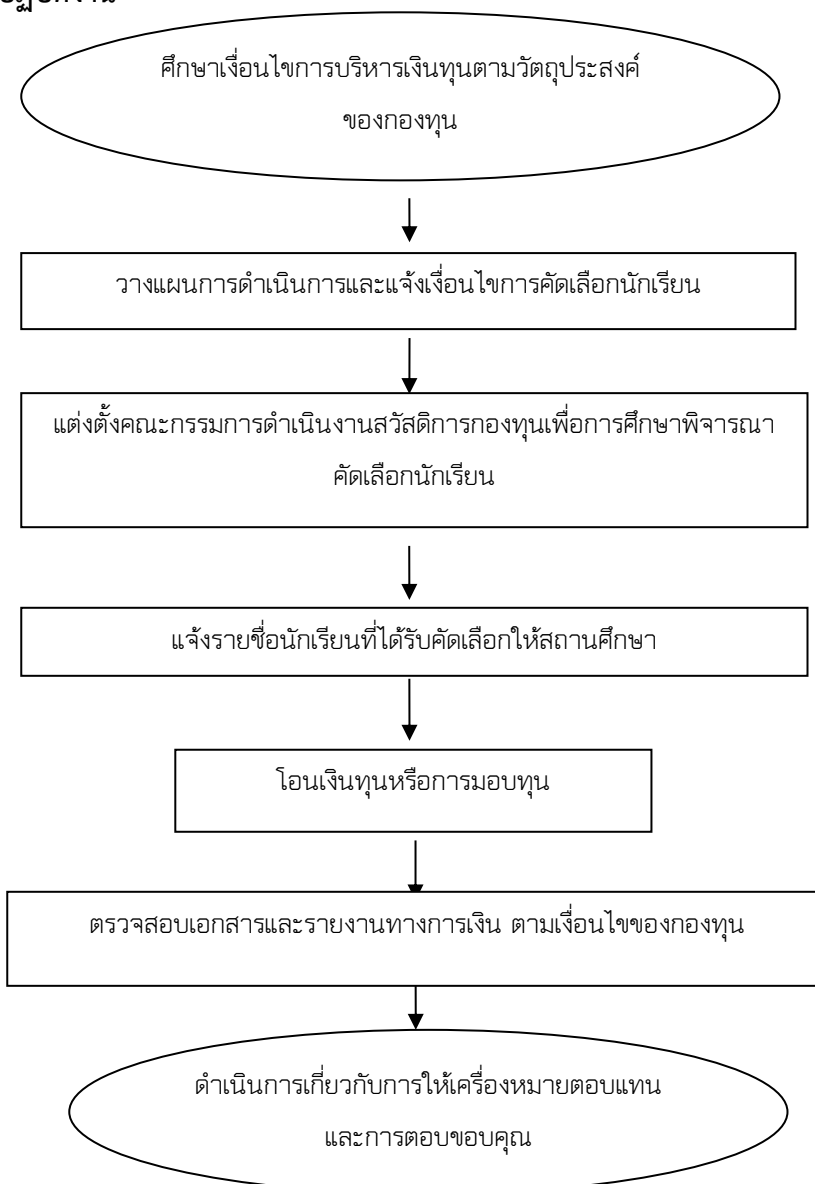 ศึกษาเงื่อนไขการบริหารเงินทุนตามวัตถุประสงค์
ของกองทุน
วางแผนการดำเนินการและแจ้งเงื่อนไขการคัดเลือกนักเรียน
แต่งตั้งคณะกรรมการดำเนินงานสวัสดิการกองทุนเพื่อการศึกษาพิจารณา
คัดเลือกนักเรียน
แจ้งรายชื่อนักเรียนที่ได้รับคัดเลือกให้สถานศึกษา
โอนเงินทุนหรือการมอบทุน
ตรวจสอบเอกสารและรายงานทางการเงิน ตามเงื่อนไขของกองทุน
ดำเนินการเกี่ยวกับการให้เครื่องหมายตอบแทน
และการตอบขอบคุณ